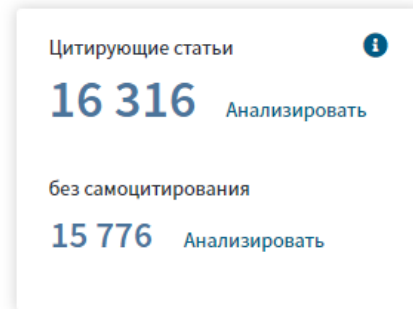 Цитирующие статьи
16 316 Анализировать
без самоцитирования
15 776 Анализировать